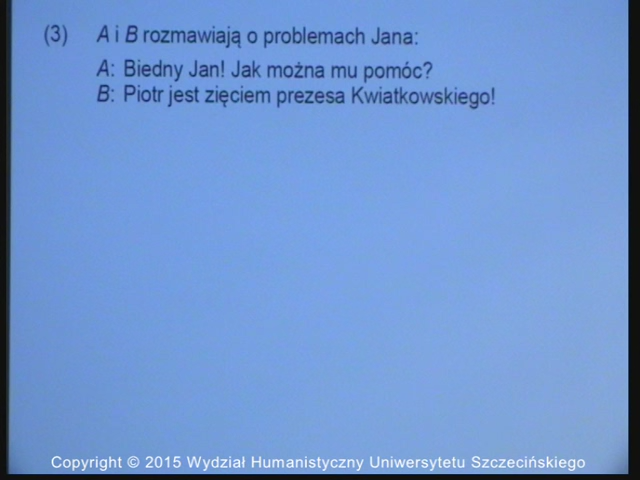 (3) A i B rozmawiają o problemach Jana:
A: Biedny Jan! Jak można mu pomóc?
B: Piotr jest zięciem prezesa Kwiatkowskiego!
Copyright © 2015 Wydział Humanistyczny Uniwersytetu Szczecińskiego